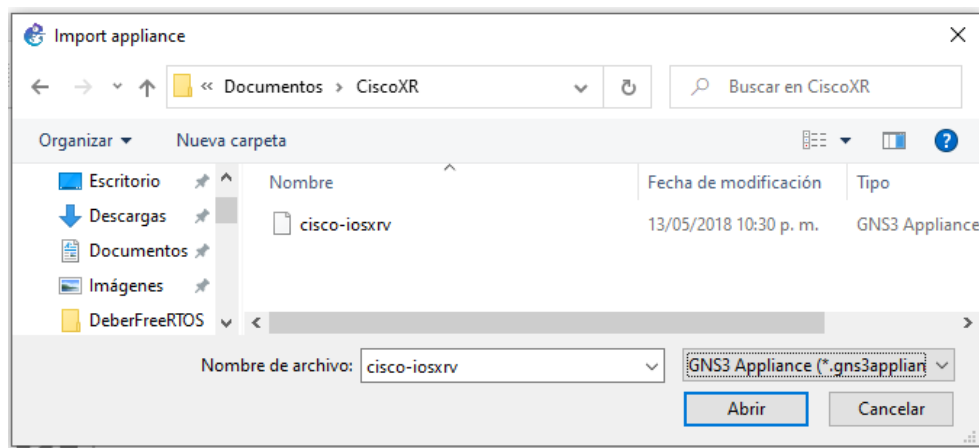 Import appliance
« Documentos › CiscoXR
Buscar en CiscoXR
Organizar
Nueva carpeta
Nombre
Fecha de modificación
Tipo
Escritorio
Descargas
Documentos
Imágenes
DeberFreeRTOS
cisco-iosxrv
13/05/2018 10:30 p. m.
GNS3 Appliance
Nombre de archivo:
cisco-iosxrv
GNS3 Appliance (*.gns3applian
Abrir
Cancelar